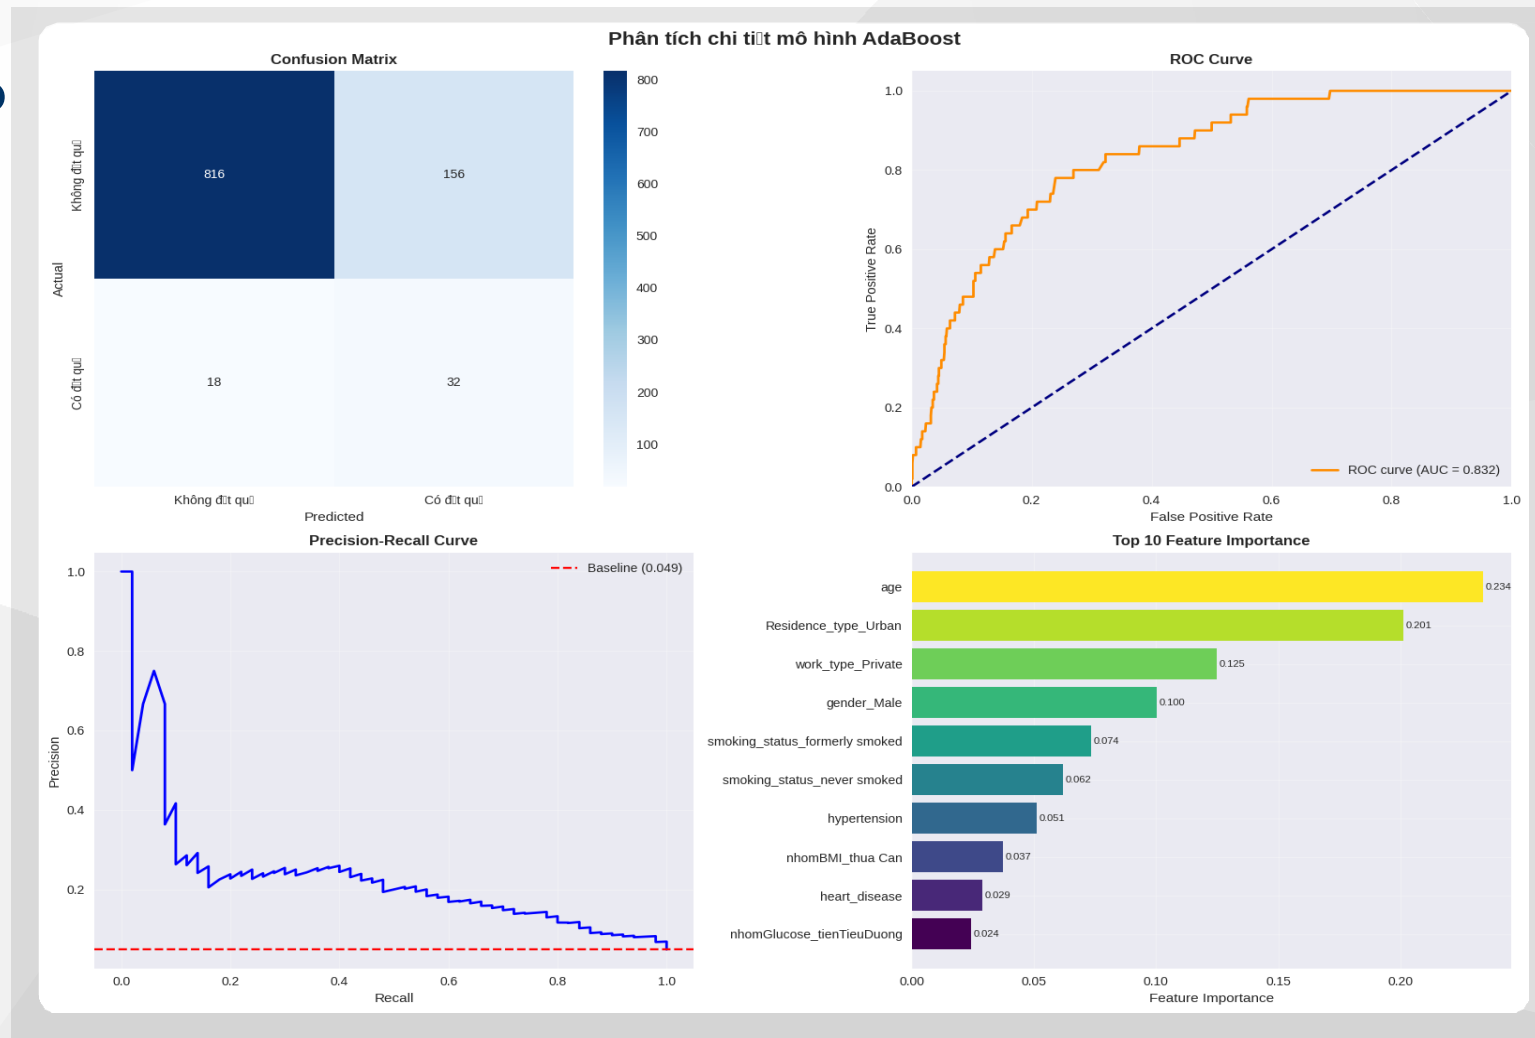 Phân tích chi ti▯t mô hình AdaBoost
Confusion Matrix
Actual
Không đ▯t qu▯
Có đ▯t qu▯
816
156
18
32
Không đ▯t qu▯
Có đ▯t qu▯
Predicted
800
700
600
500
400
300
200
100
ROC Curve
True Positive Rate
1.0
0.8
0.6
0.4
0.2
0.0
ROC curve (AUC = 0.832)
0.0
0.2
0.4
0.6
0.8
1.0
False Positive Rate
Precision-Recall Curve
Baseline (0.049)
Precision
1.0
0.8
0.6
0.4
0.2
0.0
0.2
0.4
0.6
0.8
1.0
Recall
Top 10 Feature Importance
age
0.234
Residence_type_Urban
0.201
work_type_Private
0.125
gender_Male
0.100
smoking_status_formerly smoked
0.074
smoking_status_never smoked
0.062
hypertension
0.051
nhomBMI_thua Can
0.037
heart_disease
0.029
nhomGlucose_tienTieuDuong
0.024
0.00
0.05
0.10
0.15
0.20
Feature Importance